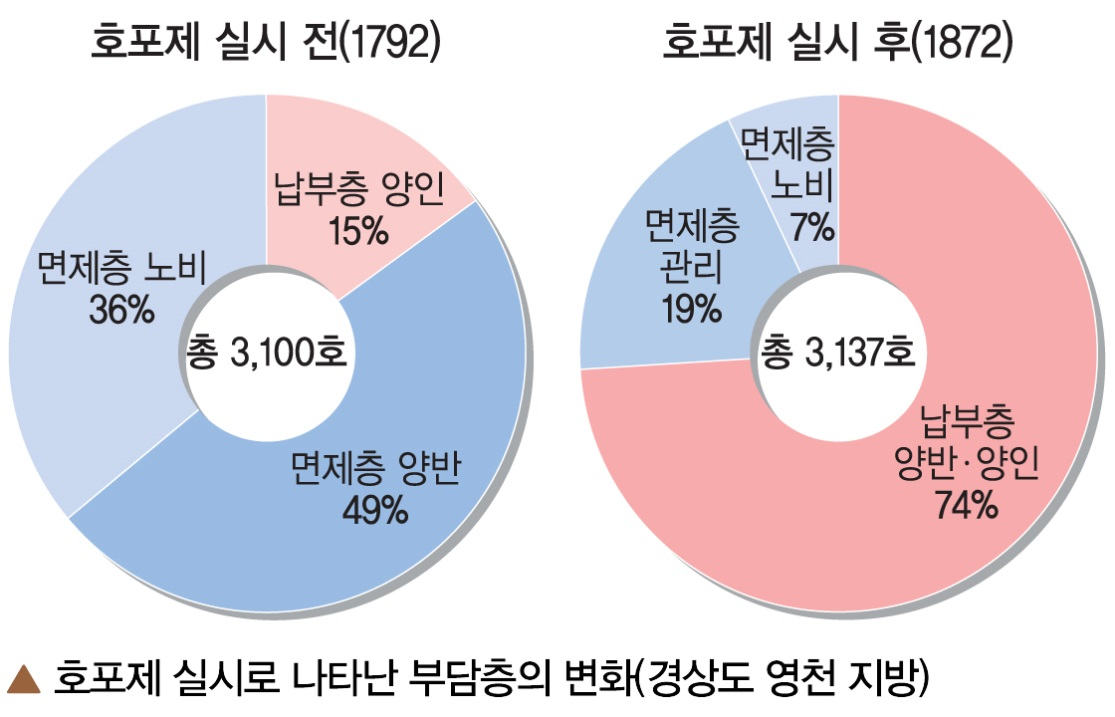 호포제 실시 전(1792)
납부층 양인
15%
면제층 노비
36%
총 3,100호
면제층 양반
49%
호포제 실시 후(1872)
면제층
노비
7%
면제층
관리
19%
총 3,137호
납부층
양반·양인
74%
▲ 호포제 실시로 나타난 부담층의 변화(경상도 영천 지방)